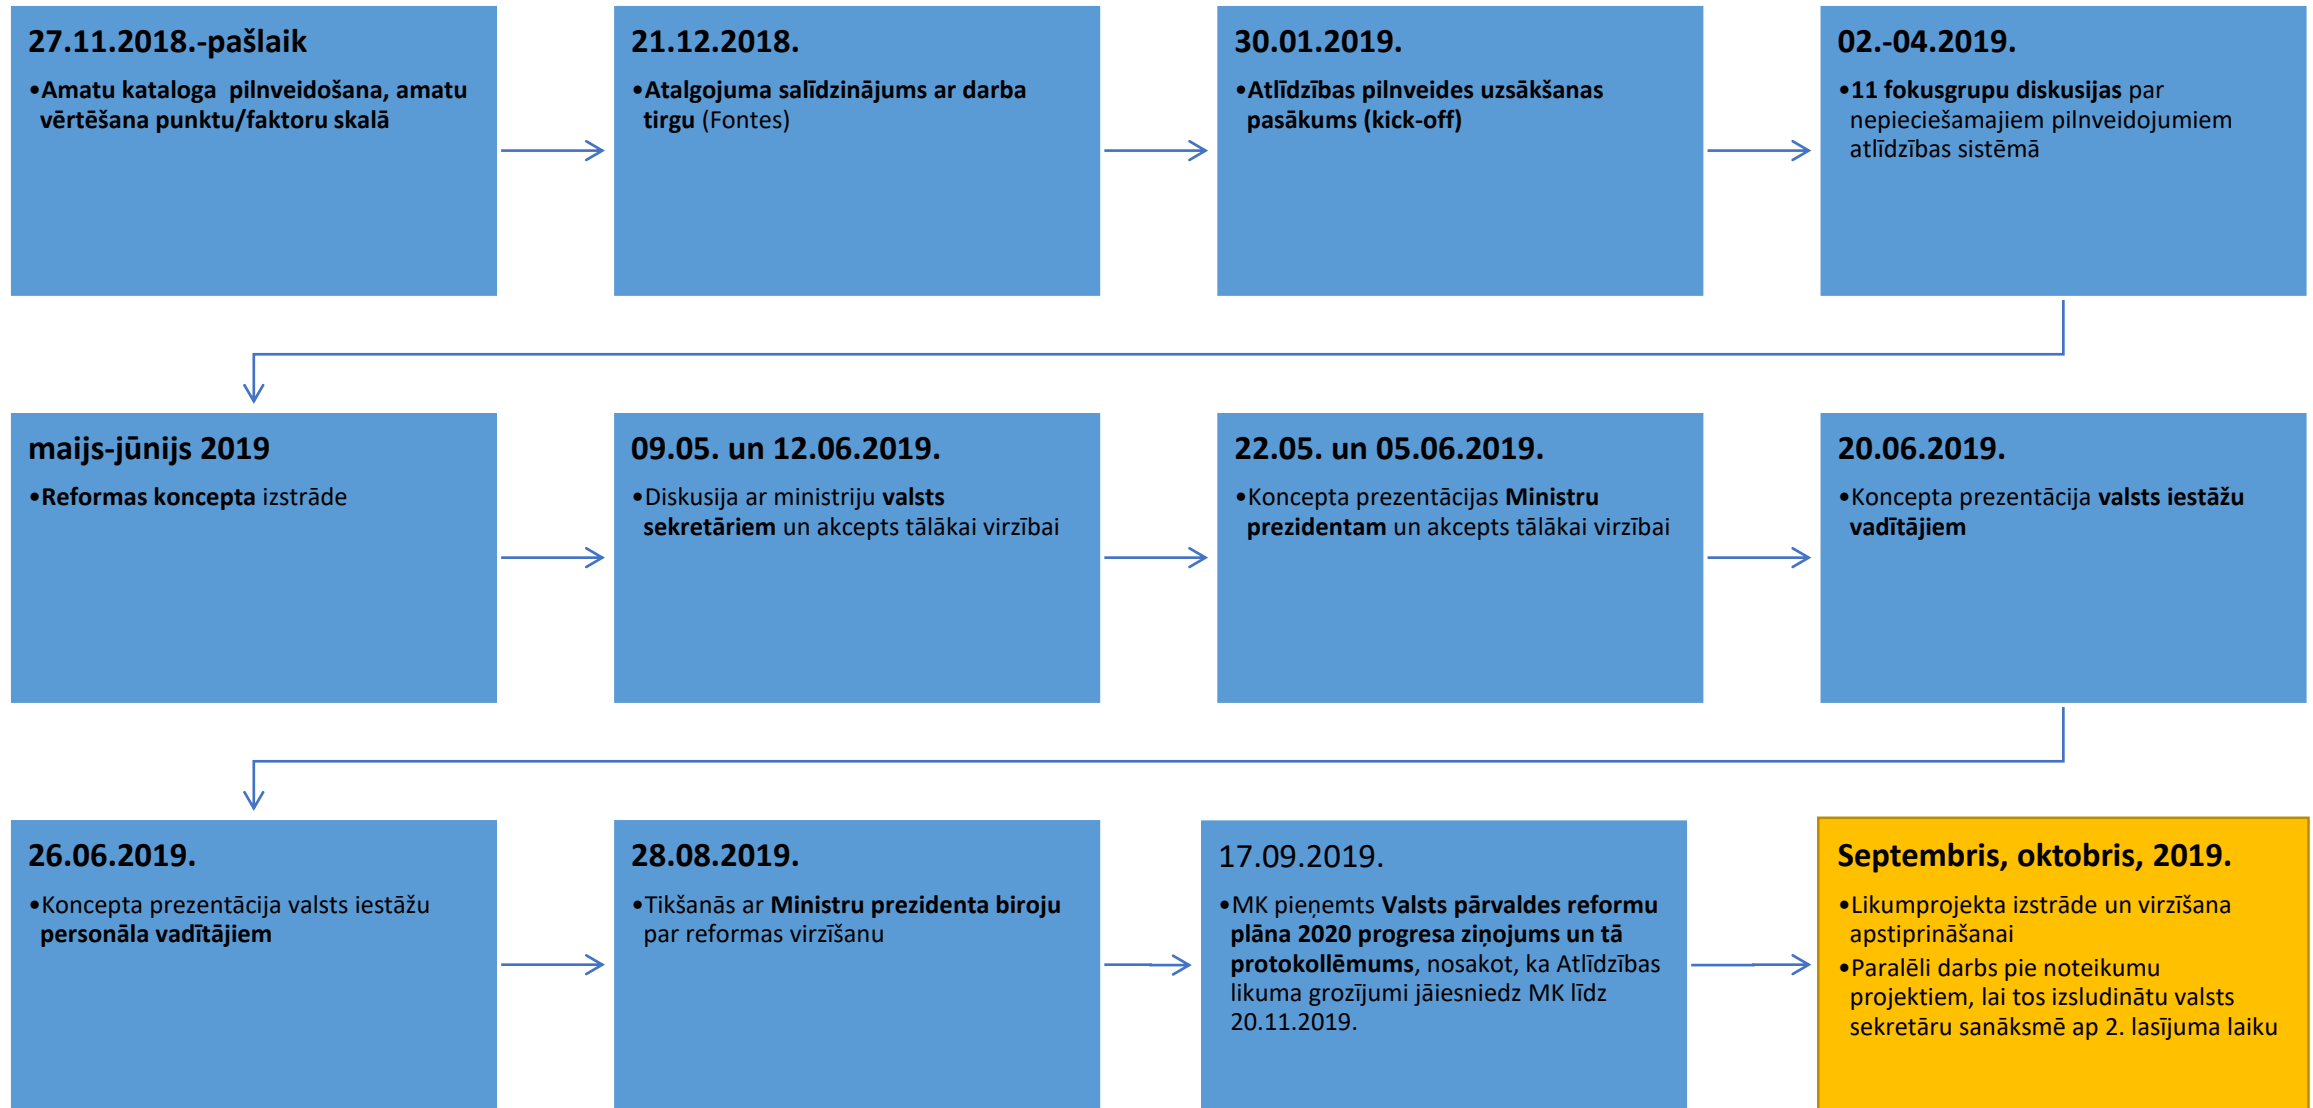 27.11.2018.-pašlaik
•Amatu kataloga pilnveidošana, amatu
vērtēšana punktu/faktoru skalā
21.12.2018.
•Atalgojuma salīdzinājums ar darba
tirgu (Fontes)
30.01.2019.
•Atlīdzības pilnveides uzsākšanas
pasākums (kick-off)
02.-04.2019.
•11 fokusgrupu diskusijas par
nepieciešamajiem pilnveidojumiem
atlīdzības sistēmā
maijs-jūnijs 2019
•Reformas koncepta izstrāde
09.05. un 12.06.2019.
•Diskusija ar ministriju valsts
sekretāriem un akcepts tālākai virzībai
22.05. un 05.06.2019.
•Koncepta prezentācijas Ministru
prezidentam un akcepts tālākai virzībai
20.06.2019.
•Koncepta prezentācija valsts iestāžu
vadītājiem
26.06.2019.
•Koncepta prezentācija valsts iestāžu
personāla vadītājiem
28.08.2019.
•Tikšanās ar Ministru prezidenta biroju
par reformas virzīšanu
17.09.2019.
•MK pieņemts Valsts pārvaldes reformu
plāna 2020 progresa ziņojums un tā
protokollēmums, nosakot, ka Atlīdzības
likuma grozījumi jāiesniedz MK līdz
20.11.2019.
Septembris, oktobris, 2019.
•Likumprojekta izstrāde un virzīšana
apstiprināšanai
•Paralēli darbs pie noteikumu
projektiem, lai tos izsludinātu valsts
sekretāru sanāksmē ap 2. lasījuma laiku